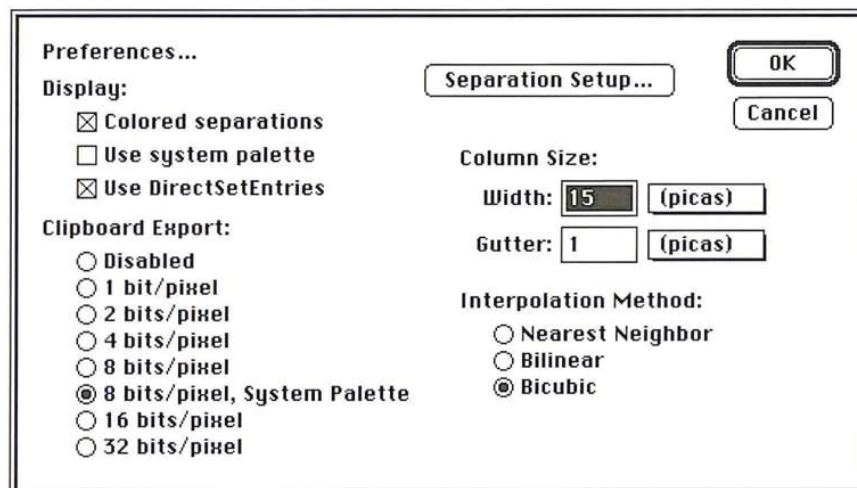 Preferences...
Display:
Colored separations
Use system palette
Use DirectSetEntries
Clipboard Export:
Disabled
1 bit/pixel
2 bits/pixel
4 bits/pixel
8 bits/pixel
8 bits/pixel, System Palette
16 bits/pixel
32 bits/pixel
Separation Setup...
OK
Cancel
Column Size:
Width: 15 (picas)
Gutter: 1 (picas)
Interpolation Method:
Nearest Neighbor
Bilinear
Bicubic